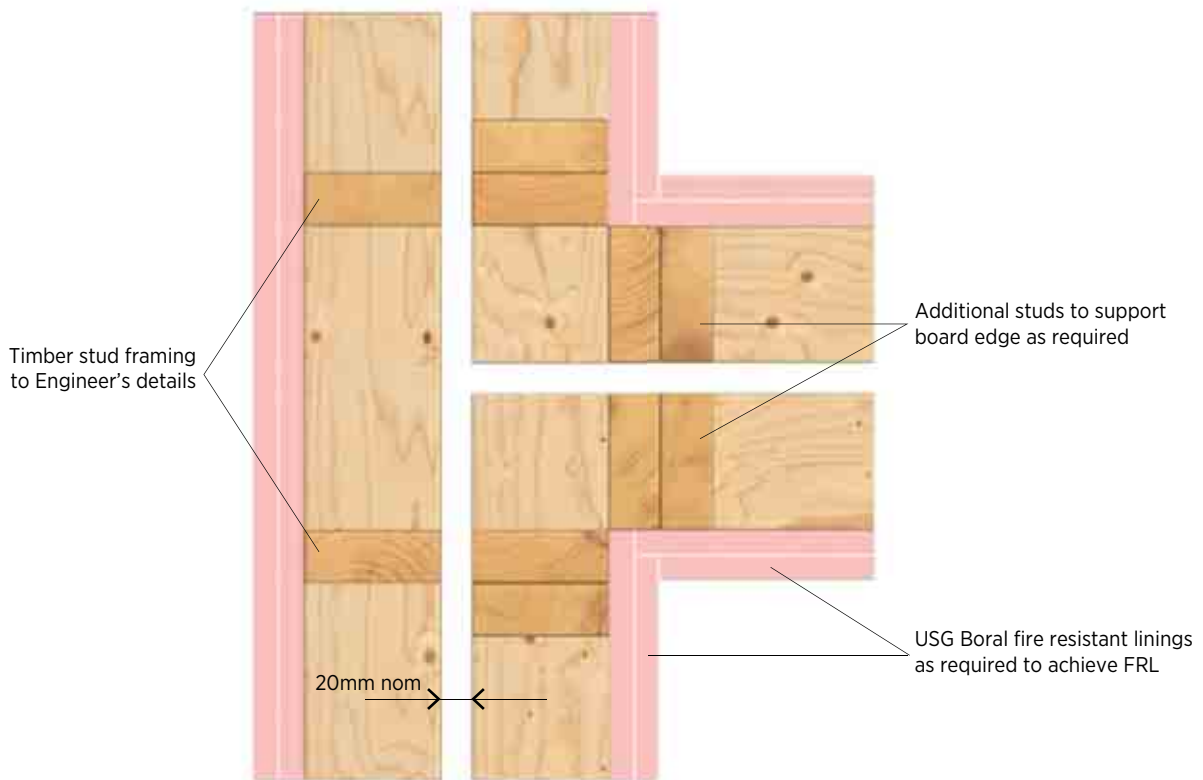 Timber stud framing
to Engineer’s details
Additional studs to support
board edge as required
20mm nom
USG Boral fire resistant linings
as required to achieve FRL